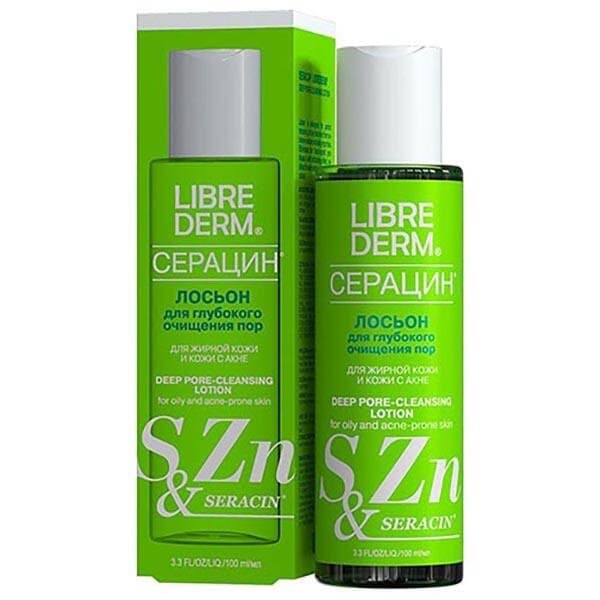 LIBRE
DERM®
СЕРАЦИН®
ЛОСЬОН
для глубокого
очищения пор
ДЛЯ ЖИРНОЙ КОЖИ
И КОЖИ С АКНЕ
DEEP PORE-CLEANSING
LOTION
for oily and acne-prone skin
S Zn
& SERACIN®
3.3 FL/OZ/LIQ./100 ml/мл
LIBRE
DERM®
СЕРАЦИН®
ЛОСЬОН
для глубокого
очищения пор
ДЛЯ ЖИРНОЙ КОЖИ
И КОЖИ С АКНЕ
DEEP PORE-CLEANSING
LOTION
for oily and acne-prone skin
S Zn
& SERACIN®
3.3 FL/OZ/LIQ./100 ml/мл